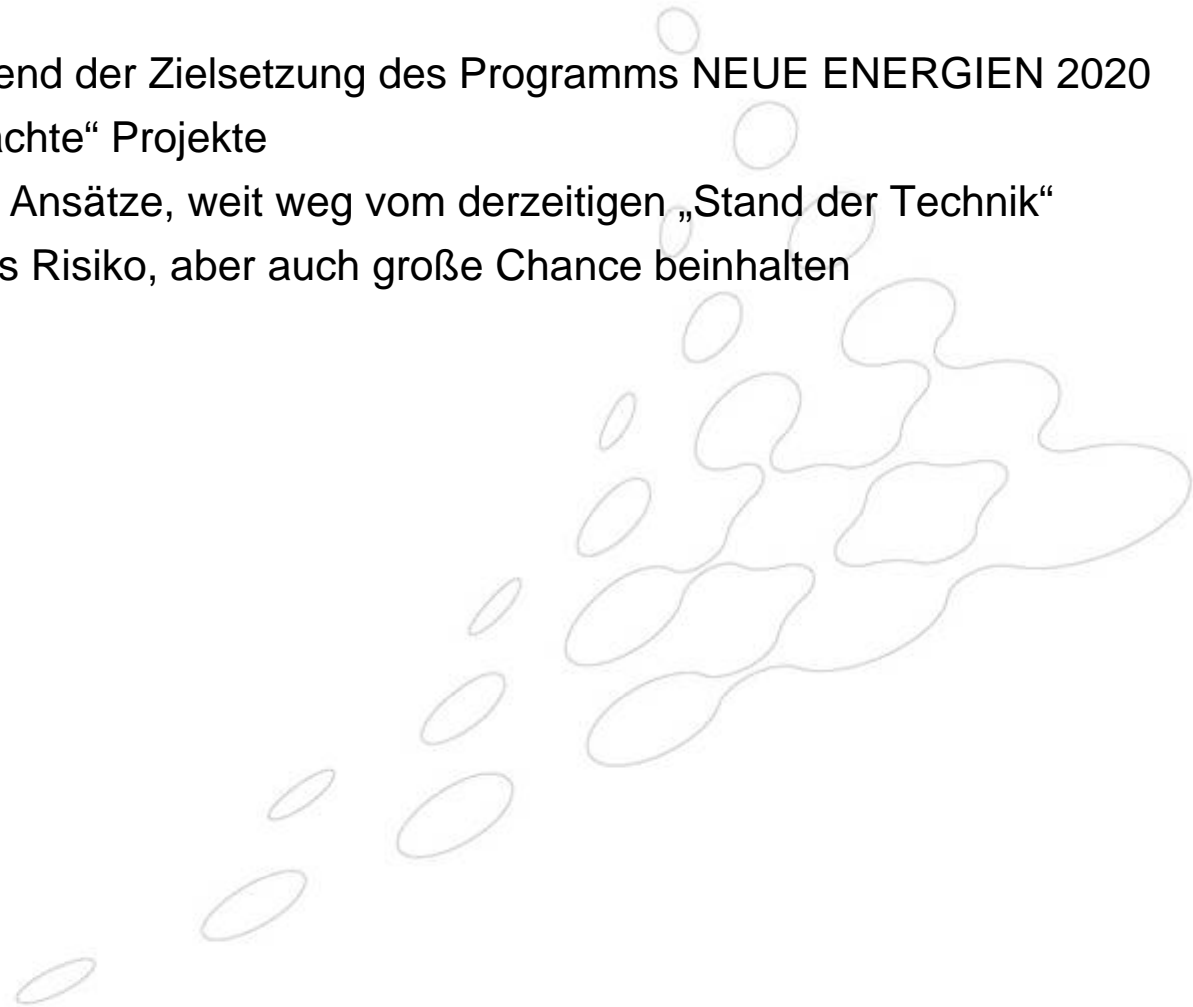 end der Zielsetzung des Programms NEUE ENERGIEN 2020
achte“ Projekte
Ansätze, weit weg vom derzeitigen „Stand der Technik“
s Risiko, aber auch große Chance beinhalten